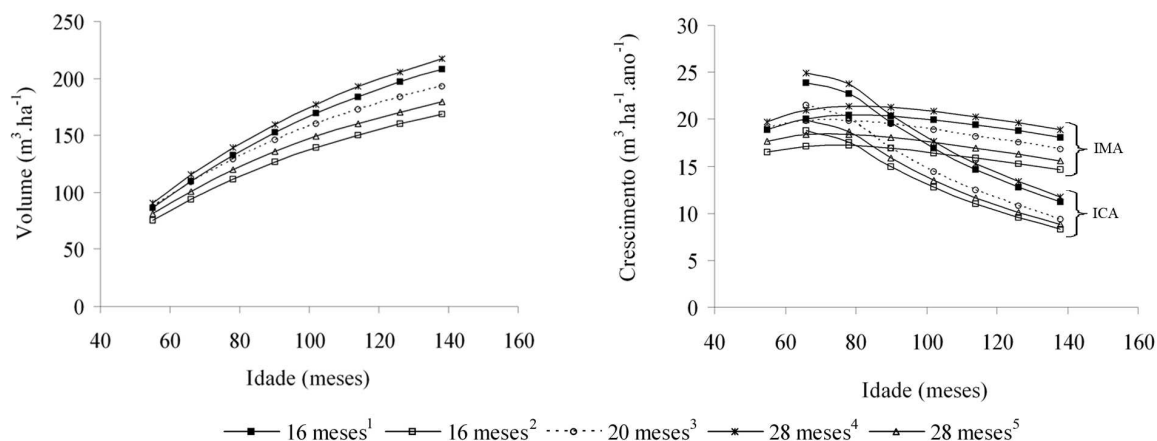 Volume (m³.ha⁻¹)
250
200
150
100
50
0
40 60 80 100 120 140 160
Idade (meses)
Crescimento (m³.ha⁻¹.ano⁻¹)
30
25
20
15
10
5
0
IMA
ICA
40 60 80 100 120 140 160
Idade (meses)
16 meses¹ 16 meses² 20 meses³ 28 meses⁴ 28 meses⁵